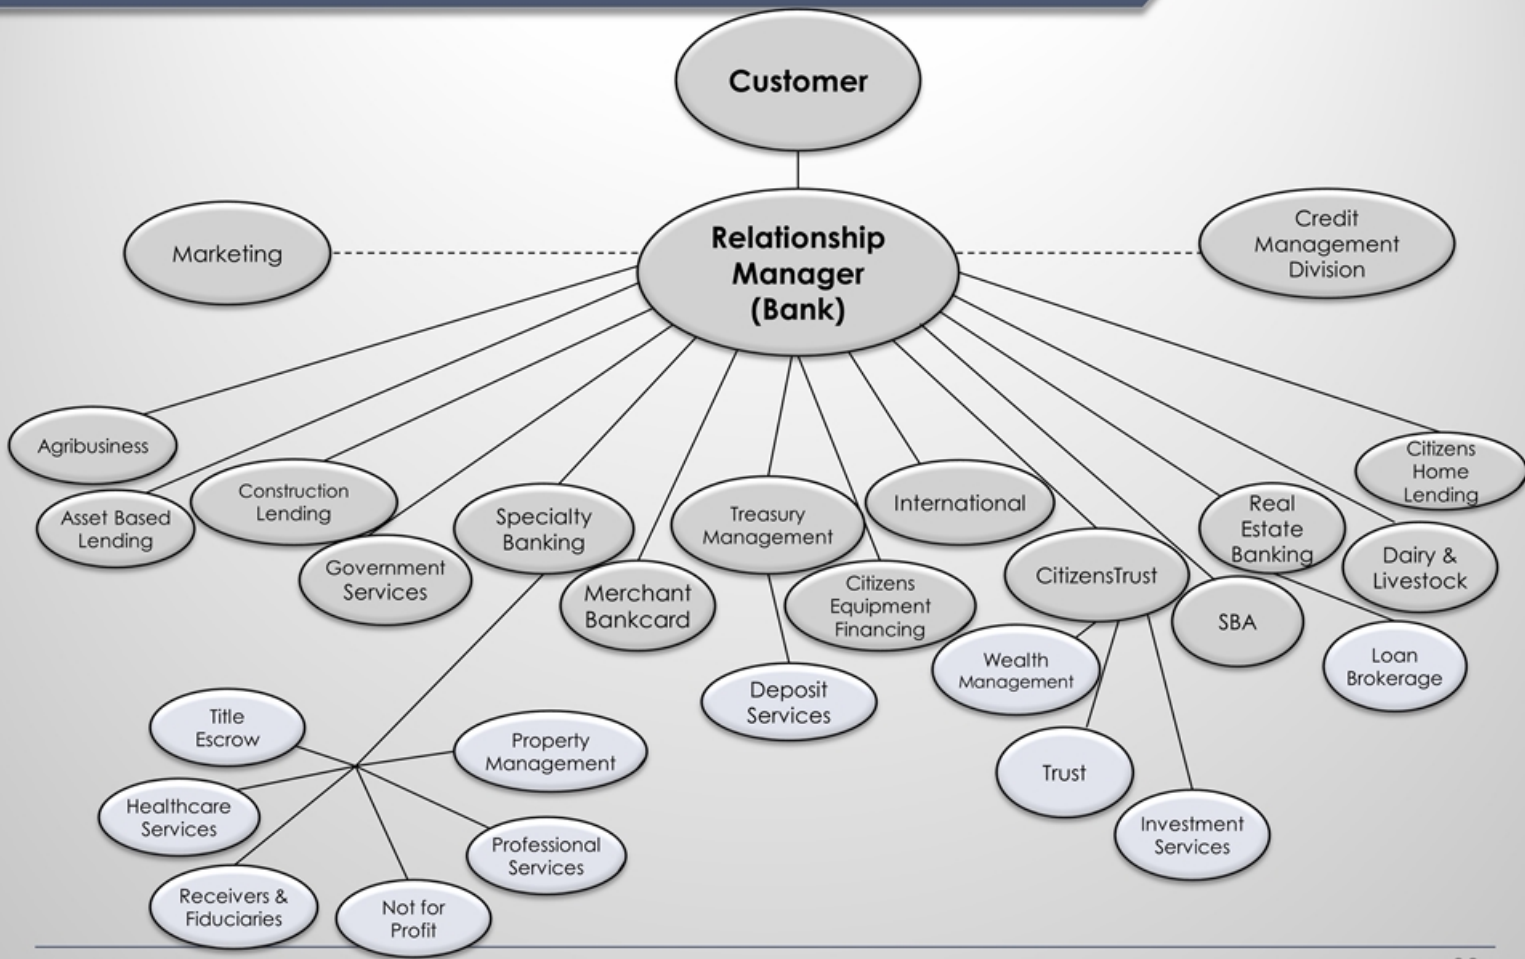 Customer
Relationship
Manager
(Bank)
Marketing
Credit
Management
Division
Agribusiness
Asset Based
Lending
Construction
Lending
Government
Services
Specialty
Banking
Merchant
Bankcard
Treasury
Management
Citizens
Equipment
Financing
International
CitizensTrust
SBA
Real
Estate
Banking
Dairy &
Livestock
Citizens
Home
Lending
Wealth
Management
Loan
Brokerage
Deposit
Services
Trust
Investment
Services
Title
Escrow
Property
Management
Healthcare
Services
Professional
Services
Receivers &
Fiduciaries
Not for
Profit